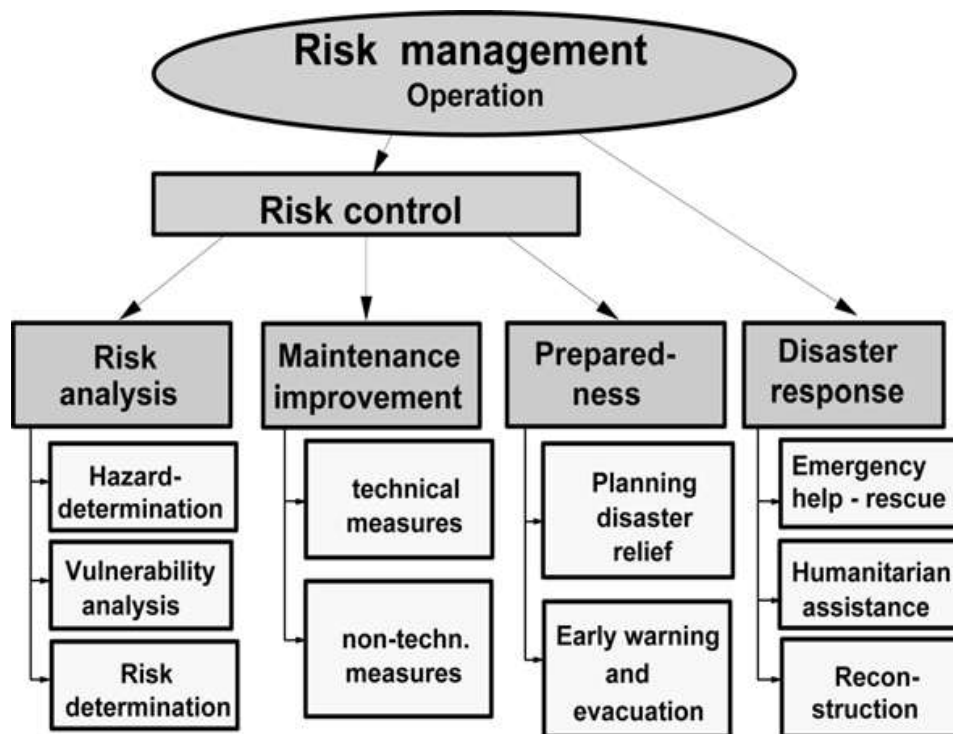 Risk management
Operation
Risk control
Risk
analysis
Hazard-
determination
Vulnerability
analysis
Risk
determination
Maintenance
improvement
technical
measures
non-techn.
measures
Prepared-
ness
Planning
disaster
relief
Early warning
and
evacuation
Disaster
response
Emergency
help - rescue
Humanitarian
assistance
Recon-
struction